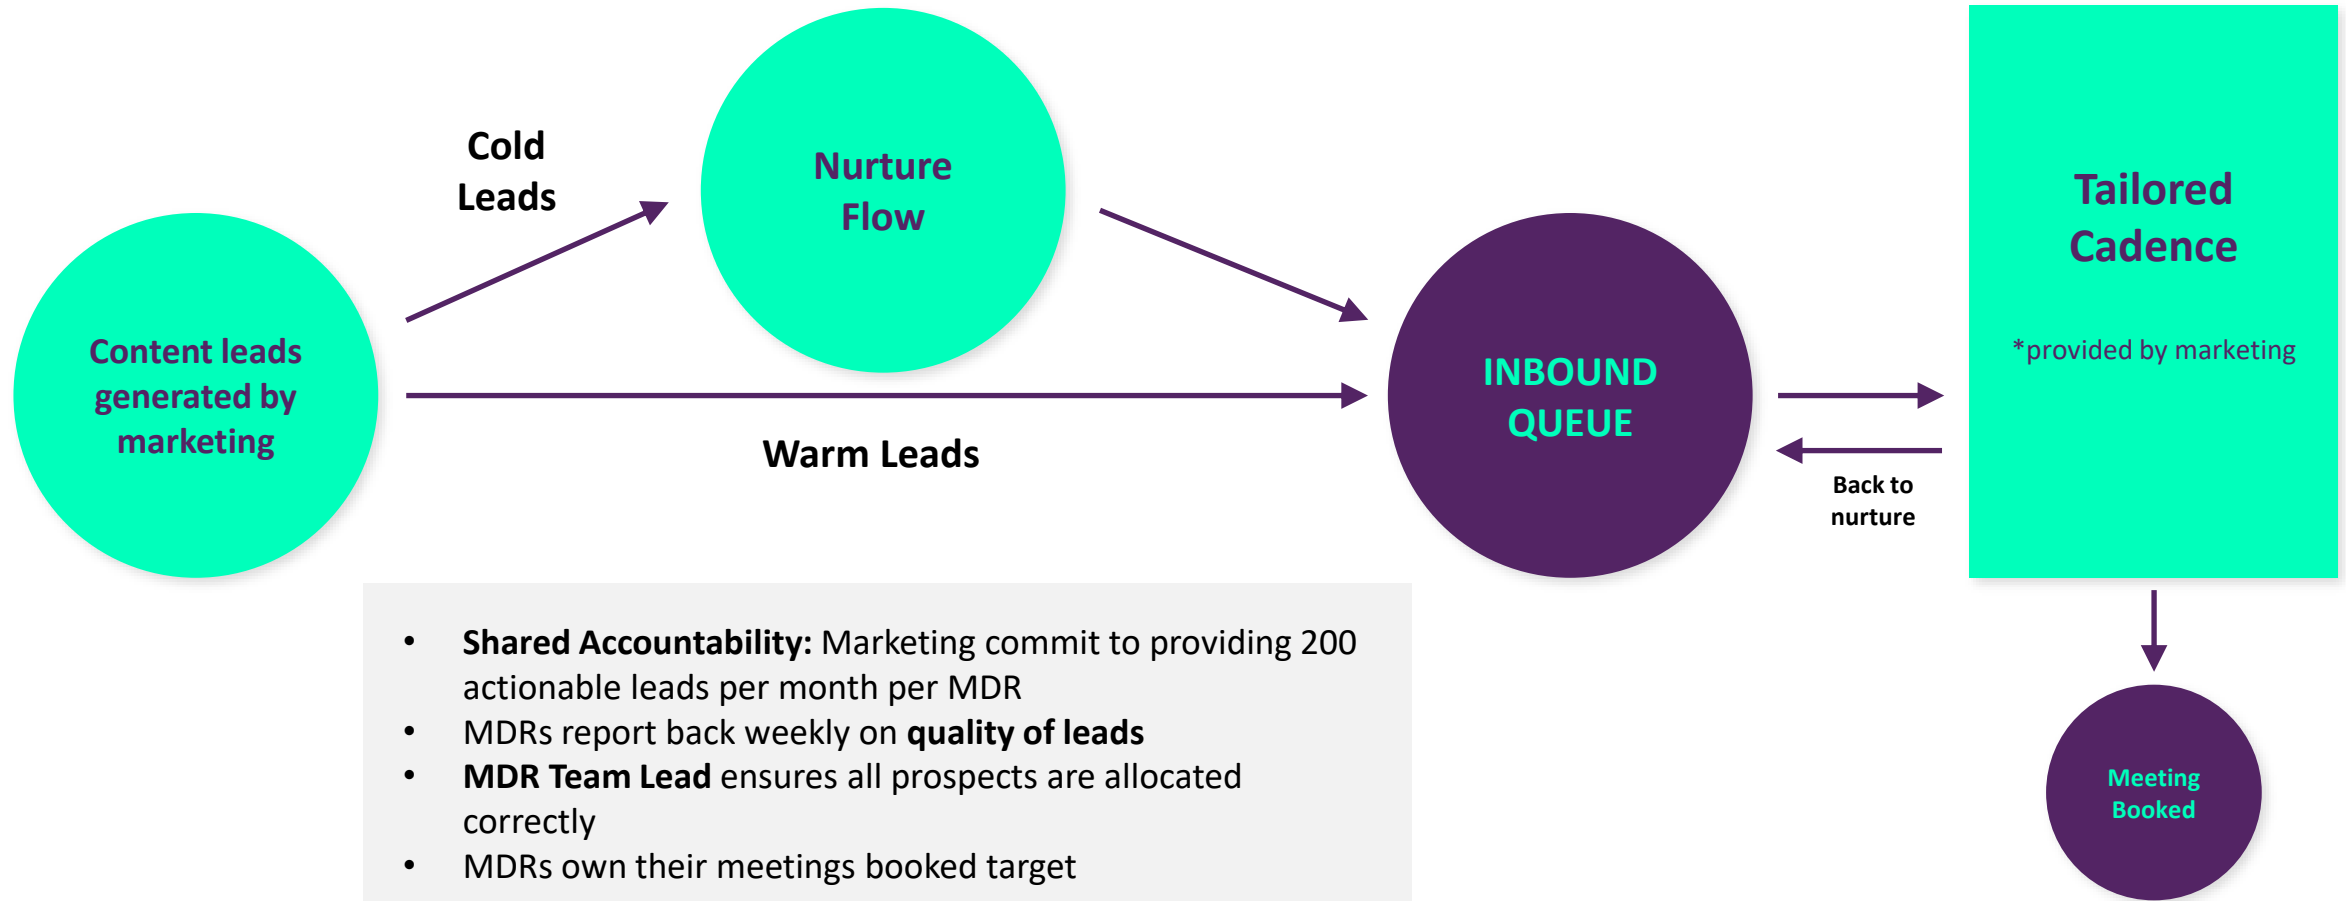 Cold
Leads
Nurture
Flow
Tailored
Cadence
*provided by marketing
Content leads
generated by
marketing
INBOUND
QUEUE
Warm Leads
Back to
nurture
• Shared Accountability: Marketing commit to providing 200
actionable leads per month per MDR
• MDRs report back weekly on quality of leads
• MDR Team Lead ensures all prospects are allocated
correctly
• MDRs own their meetings booked target
Meeting
Booked